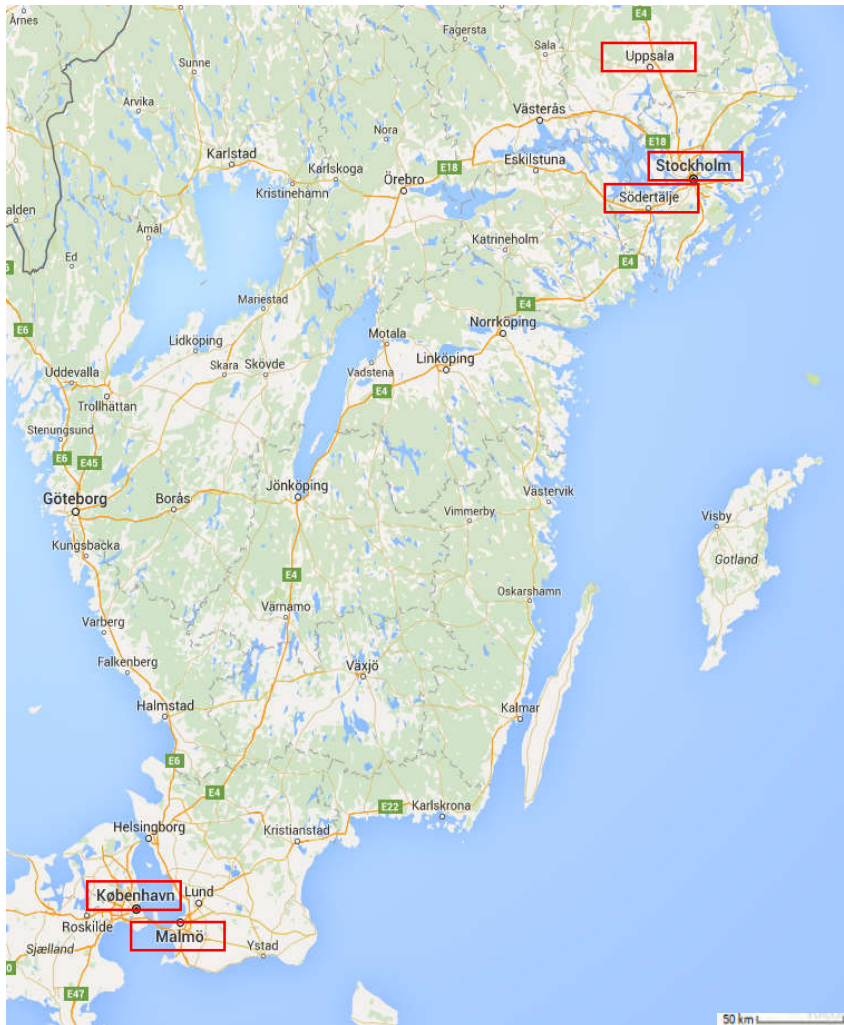 Årnes
E4
Fagersta
Sala
Uppsala
Sunne
Arvika
Västerås
Nora
E18
Karlstad
Karlskoga
E18
Eskilstuna
Stockholm
Örebro
Kristinehamn
Södertälje
alden
Åmål
Katrineholm
Ed
E4
6
Mariestad
E4
E6
Norrköping
Motala
Lidköping
Linköping
Skara
Skövde
Vadstena
Uddevalla
E4
Trollhättan
Stenungsund
E6
E45
Jönköping
Göteborg
Borås
Västervik
Vimmerby
Visby
Kungsbacka
Gotland
E4
Oskarshamn
Värnamo
Varberg
Falkenberg
Växjö
Halmstad
Kalmar
E6
E4
E22
Karlskrona
Helsingborg
Kristianstad
København
Lund
Roskilde
Malmö
Sjælland
Ystad
0
E47
50 km